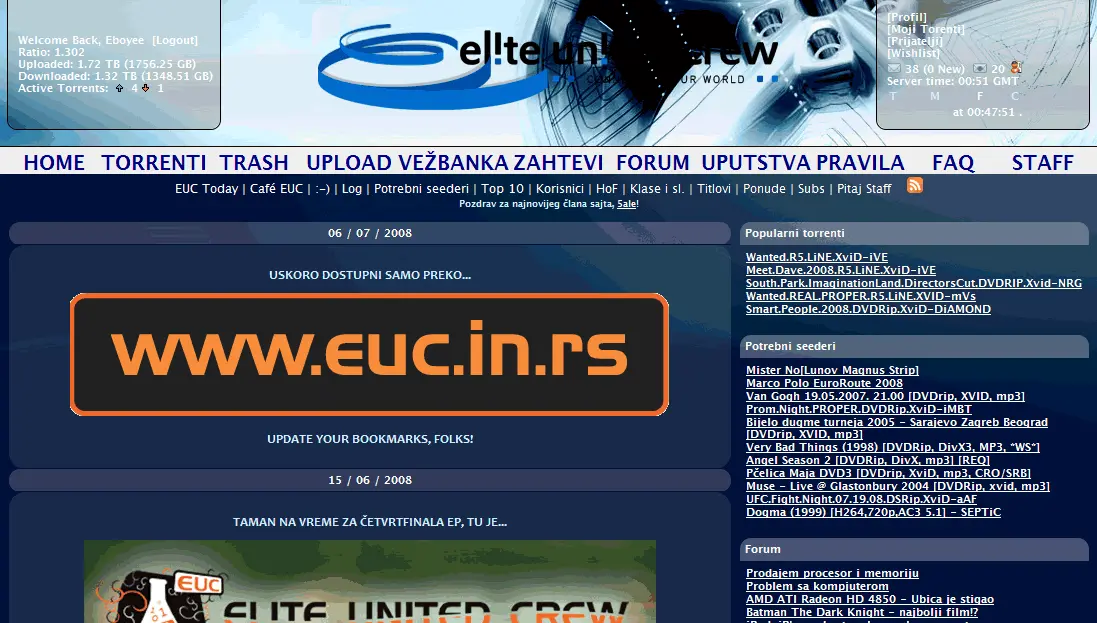 Welcome Back, Eboyee [Logout]
Ratio: 1.302
Uploaded: 1.72 TB (1756.25 GB)
Downloaded: 1.32 TB (1348.51 GB)
Active Torrents: 4 1
el!te un!ted crew
CONNECT YOUR WORLD
[Profil]
[Moji Torenti]
[Prijatelji]
[Wishlist]
38 (0 New) 20
Server time: 00:51 GMT
T M F C
at 00:47:51 .
HOME TORRENTI TRASH UPLOAD VEŽBANKA ZAHTEVI FORUM UPUTSTVA PRAVILA FAQ STAFF
EUC Today | Café EUC | :-) | Log | Potrebni seederi | Top 10 | Korisnici | HoF | Klase i sl. | Titlovi | Ponude | Subs | Pitaj Staff
Pozdrav za najnovijeg člana sajta, Sale!
06 / 07 / 2008
USKORO DOSTUPNI SAMO PREKO...
www.euc.in.rs
UPDATE YOUR BOOKMARKS, FOLKS!
15 / 06 / 2008
TAMAN NA VREME ZA ČETVRTFINALA EP, TU JE...
EUC
ELITE UNITED CREW
Popularni torrenti
Wanted.R5.LiNE.XviD-iVE
Meet.Dave.2008.R5.LiNE.XviD-iVE
South.Park.ImaginationLand.DirectorsCut.DVDRIP.Xvid-NRG
Wanted.REAL.PROPER.R5.LiNE.XVID-mVs
Smart.People.2008.DVDRip.XviD-DiAMOND
Potrebni seederi
Mister No[Lunov Magnus Strip]
Marco Polo EuroRoute 2008
Van Gogh 19.05.2007. 21.00 [DVDrip, XVID, mp3]
Prom.Night.PROPER.DVDRip.XviD-iMBT
Bijelo dugme turneja 2005 - Sarajevo Zagreb Beograd
[DVDrip, XVID, mp3]
Very Bad Things (1998) [DVDRip, DivX3, MP3, *WS*]
Angel Season 2 [DVDRip, DivX, mp3] [REQ]
Pčelica Maja DVD3 [DVDRip, XviD, mp3, CRO/SRB]
Muse - Live @ Glastonbury 2004 [DVDRip, xvid, mp3]
UFC.Fight.Night.07.19.08.DSRip.XviD-aAF
Dogma (1999) [H264,720p,AC3 5.1] - SEPTiC
Forum
Prodajem procesor i memoriju
Problem sa kompjuterom
AMD ATI Radeon HD 4850 - Ubica je stigao
Batman The Dark Knight - najbolji film!?